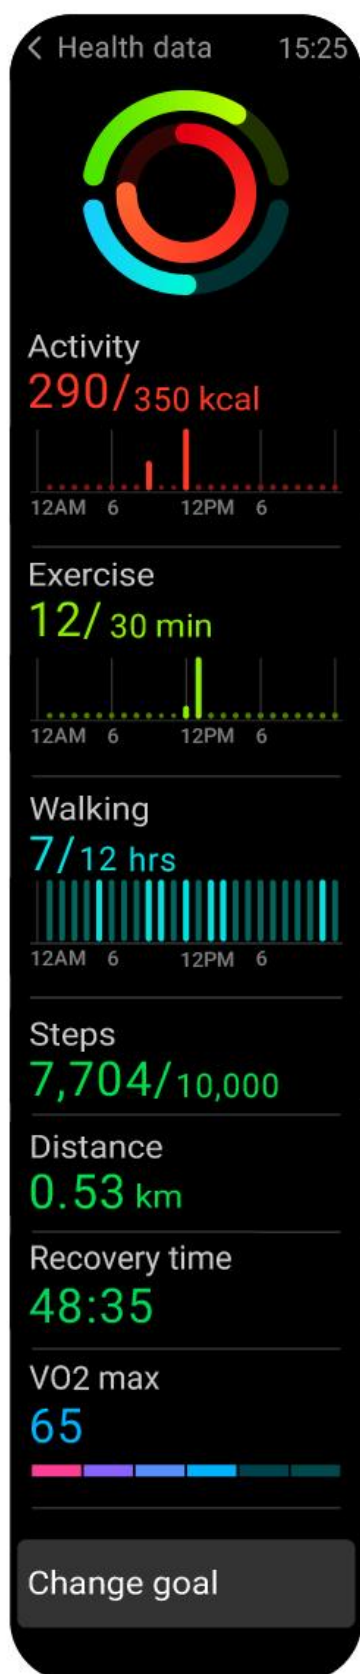 < Health data 15:25
Activity
290/350 kcal
12AM 6 12PM 6
Exercise
12/ 30 min
12AM 6 12PM 6
Walking
7/12 hrs
12AM 6 12PM 6
Steps
7,704/10,000
Distance
0.53 km
Recovery time
48:35
VO2 max
65
Change goal